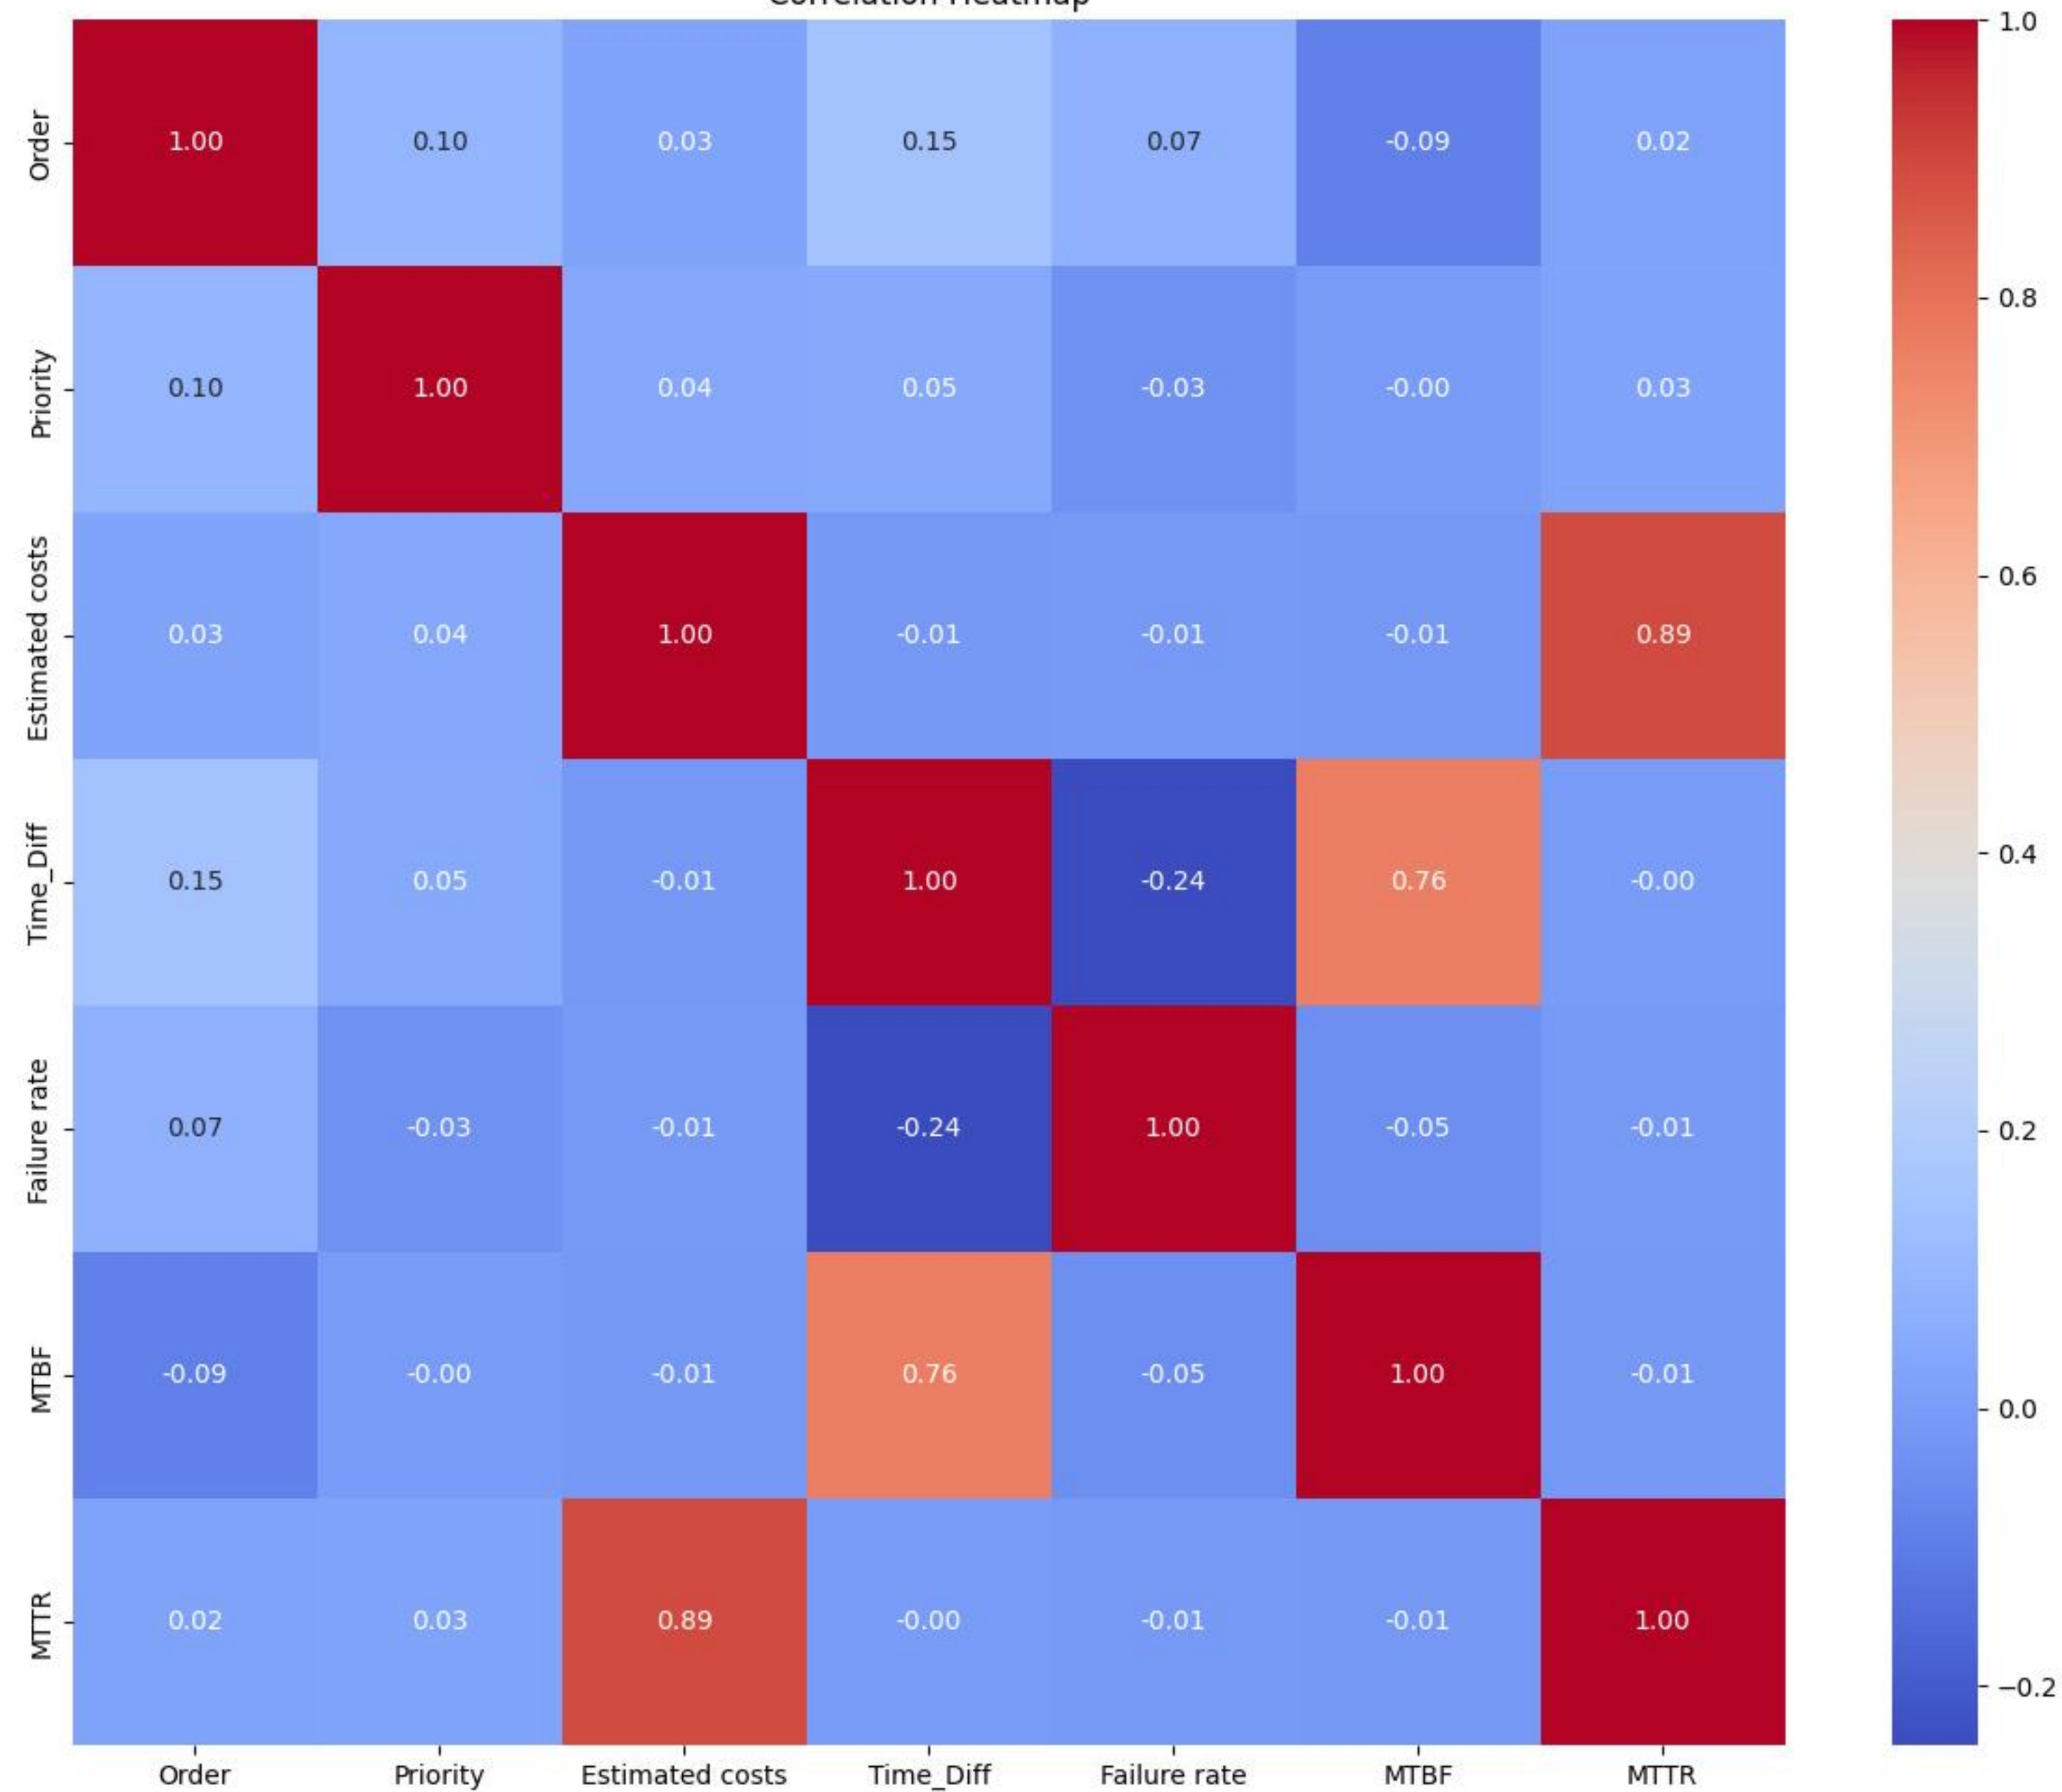 Correlation Heatmap
Order 1.00 0.10 0.03 0.15 0.07 -0.09 0.02
Priority 0.10 1.00 0.04 0.05 -0.03 -0.00 0.03
Estimated costs 0.03 0.04 1.00 -0.01 -0.01 -0.01 0.89
Time_Diff 0.15 0.05 -0.01 1.00 -0.24 0.76 -0.00
Failure rate 0.07 -0.03 -0.01 -0.24 1.00 -0.05 -0.01
MTBF -0.09 -0.00 -0.01 0.76 -0.05 1.00 -0.01
MTTR 0.02 0.03 0.89 -0.00 -0.01 -0.01 1.00
Order Priority Estimated costs Time_Diff Failure rate MTBF MTTR
1.0
0.8
0.6
0.4
0.2
0.0
−0.2